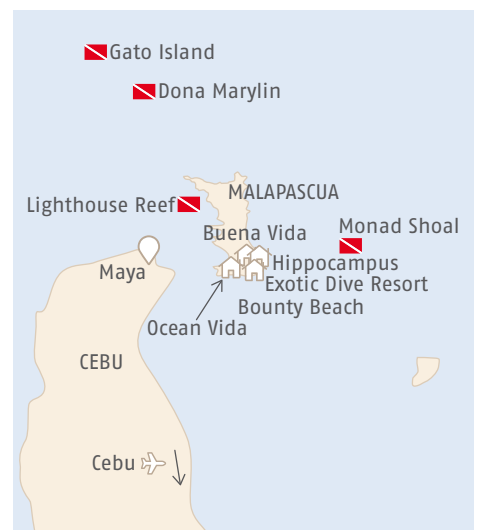 Gato Island
Dona Marylin
MALAPASCUA
Lighthouse Reef
Monad Shoal
Buena Vida
Hippocampus
Maya
Exotic Dive Resort
Bounty Beach
Ocean Vida
CEBU
Cebu